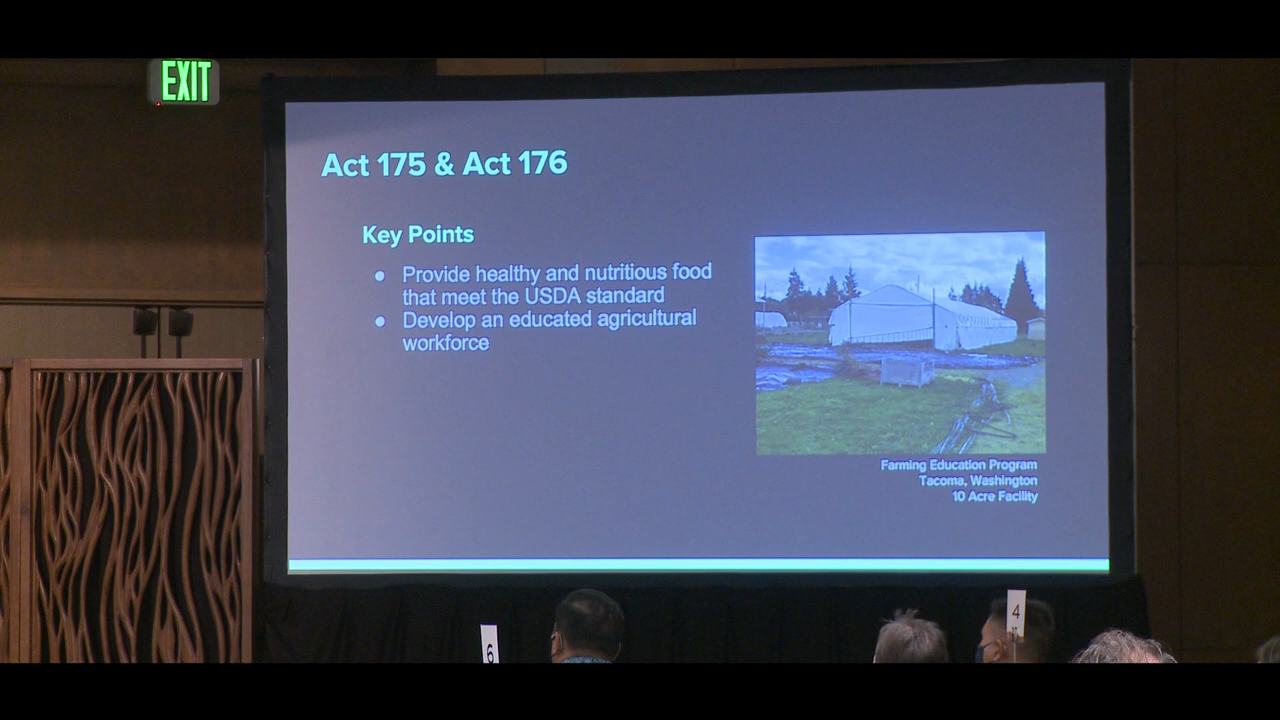 EXIT
Act 175 & Act 176
Key Points
● Provide healthy and nutritious food
that meet the USDA standard
● Develop an educated agricultural
workforce
Farming Education Program
Tacoma, Washington
10 Acre Facility
6
4